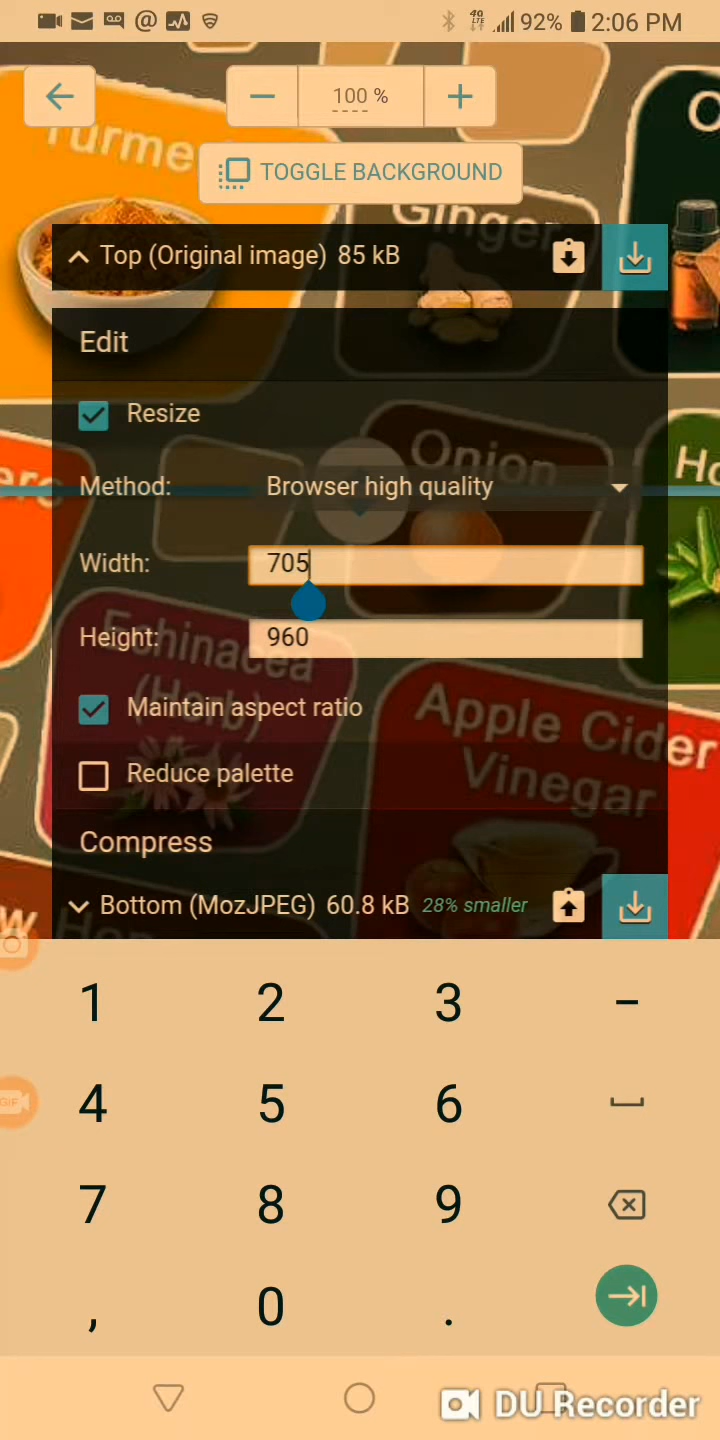 92% 2:06 PM
100 %
TOGGLE BACKGROUND
Turme
Ginger
Top (Original image) 85 kB
Edit
Resize
Onion
Method: Browser high quality
Width: 705
Height: 960
Echinacea
(Herb)
Maintain aspect ratio
Apple Cider
Vinegar
Reduce palette
Compress
Bottom (MozJPEG) 60.8 kB 28% smaller
1 2 3 –
4 5 6
GIF
7 8 9
, 0 .
DU Recorder